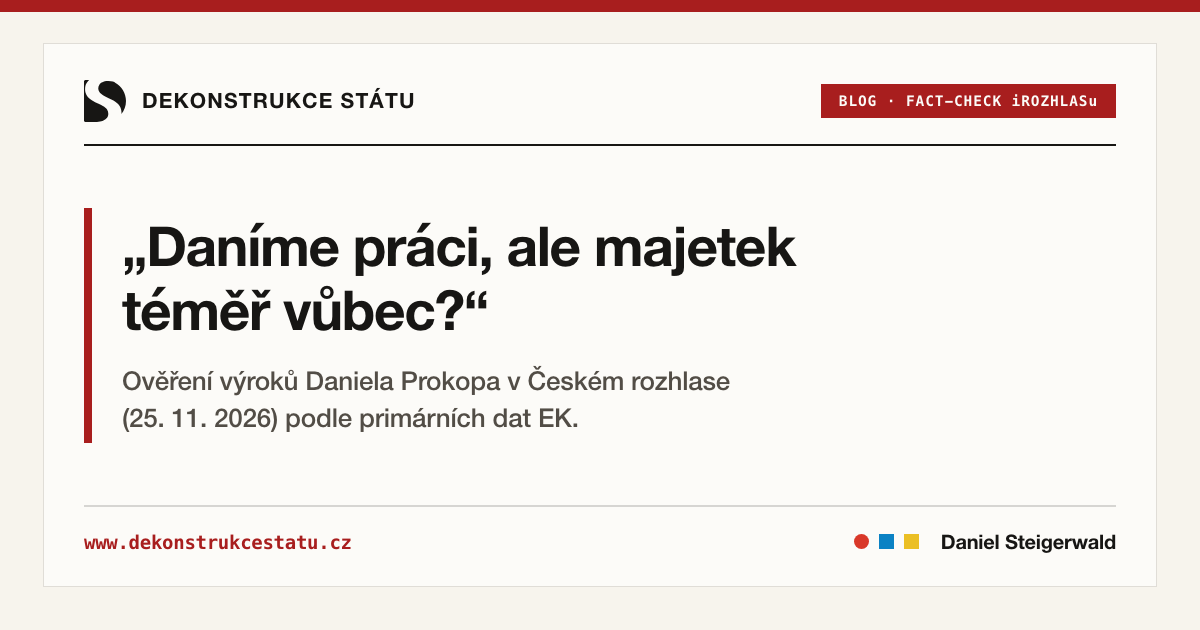 DEKONSTRUKCE STÁTU
BLOG · FACT-CHECK iROZHLASu
„Daníme práci, ale majetek
téměř vůbec?“
Ověření výroků Daniela Prokopa v Českém rozhlase
(25. 11. 2026) podle primárních dat EK.
www.dekonstrukcestatu.cz
Daniel Steigerwald